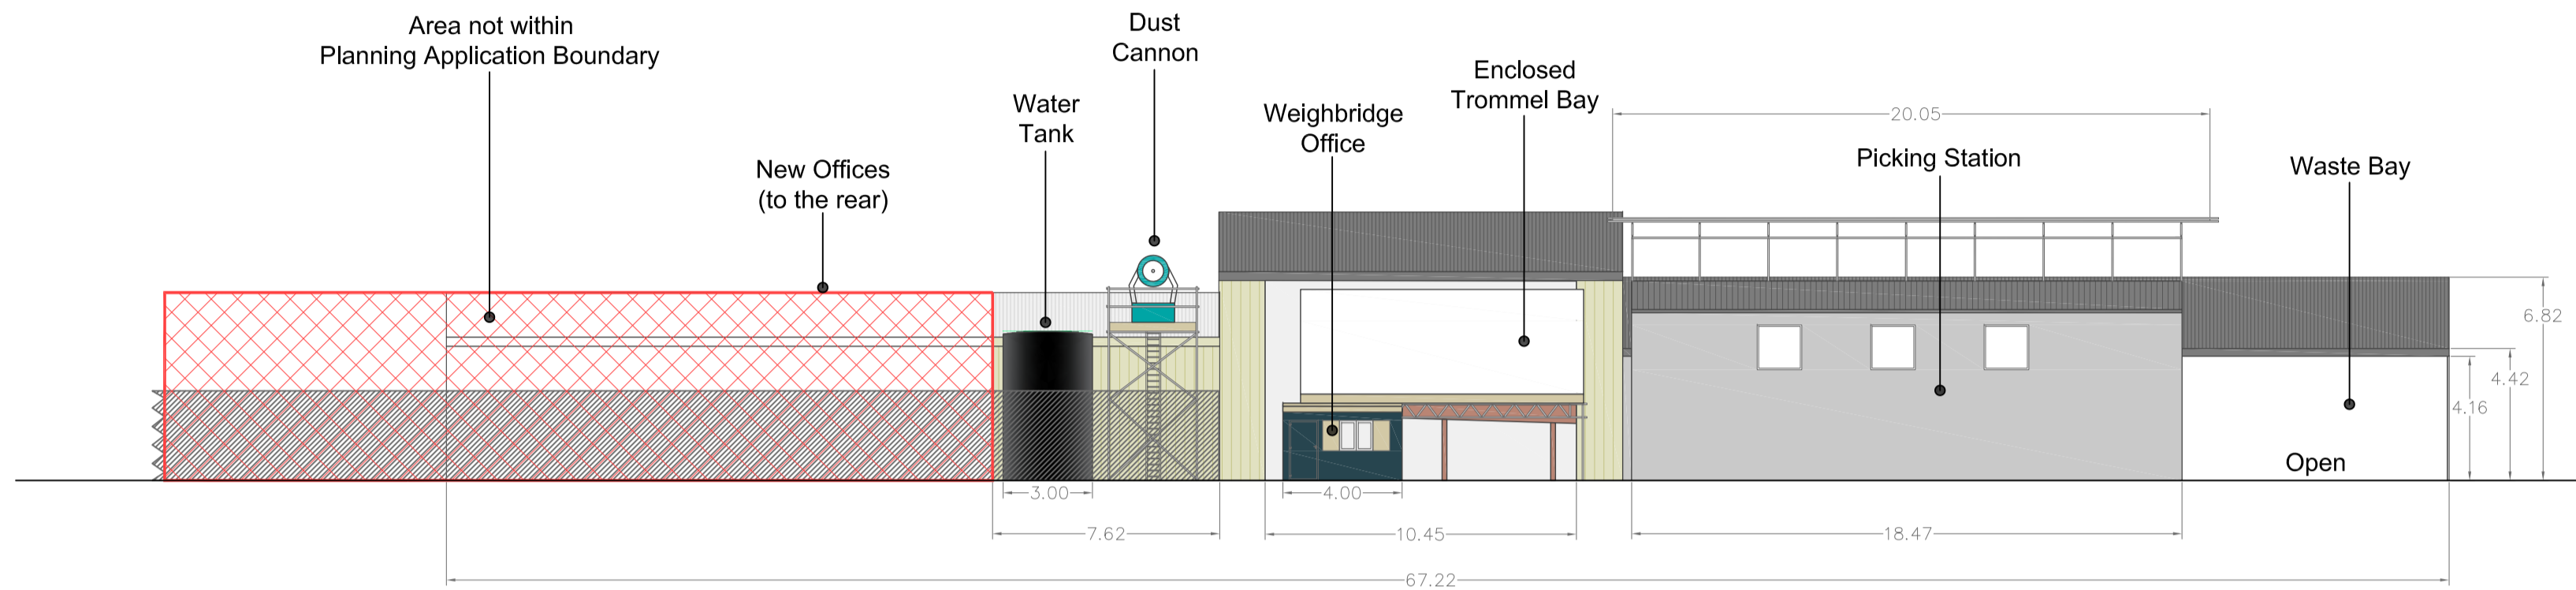 Area not within
Planning Application Boundary
New Offices
(to the rear)
Water
Tank
Dust
Cannon
Weighbridge
Office
Enclosed
Trommel Bay
20.05
Picking Station
Waste Bay
6.82
4.42
4.16
Open
3.00
4.00
7.62
10.45
18.47
67.22